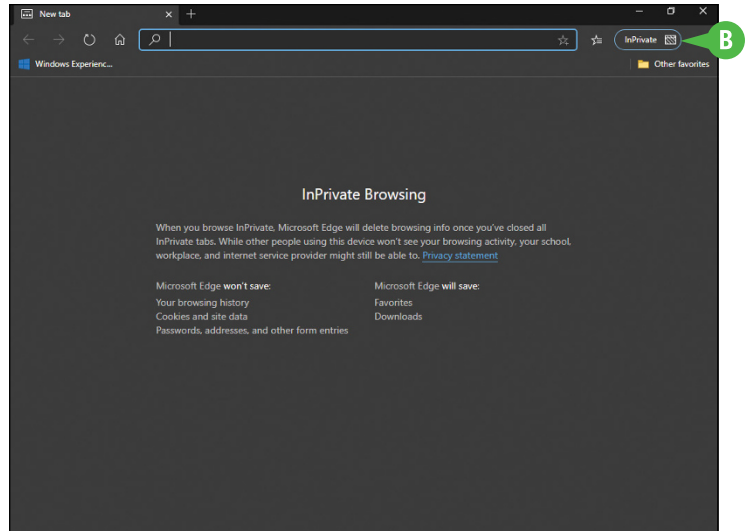 New tab
InPrivate
B
Windows Experienc...
Other favorites
InPrivate Browsing
When you browse InPrivate, Microsoft Edge will delete browsing info once you've closed all
InPrivate tabs. While other people using this device won't see your browsing activity, your school,
workplace, and internet service provider might still be able to. Privacy statement
Microsoft Edge won't save:
Your browsing history
Cookies and site data
Passwords, addresses, and other form entries
Microsoft Edge will save:
Favorites
Downloads